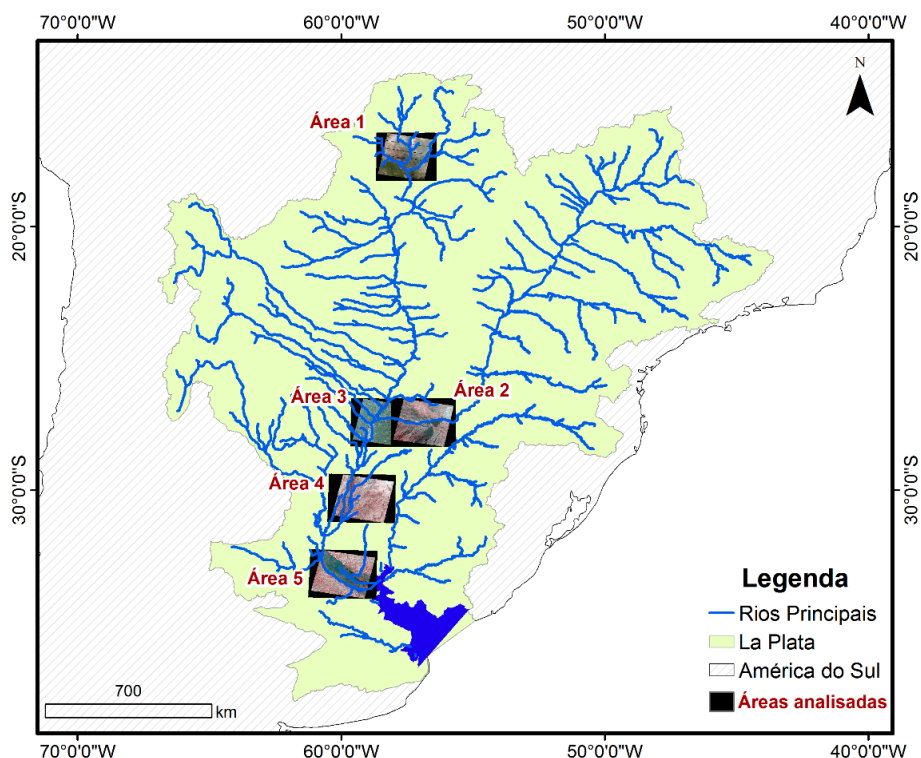 70°0'0"W 60°0'0"W 50°0'0"W 40°0'0"W
N
Área 1
20°0'0"S 20°0'0"S
Área 3 Área 2
Área 4
30°0'0"S 30°0'0"S
Área 5
Legenda
Rios Principais
La Plata
América do Sul
Áreas analisadas
700
km
70°0'0"W 60°0'0"W 50°0'0"W 40°0'0"W